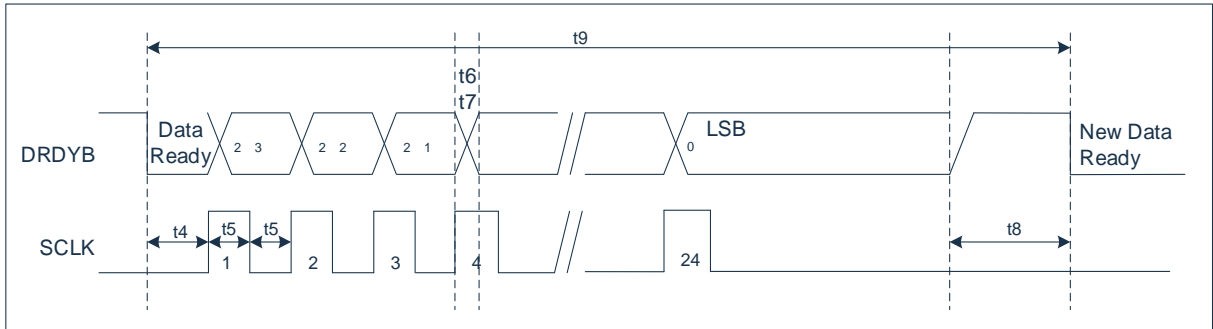 t9
t6
t7
DRDYB
Data
Ready
2 3
2 2
2 1
0
LSB
New Data
Ready
SCLK
t4
t5
t5
t8
1
2
3
4
24